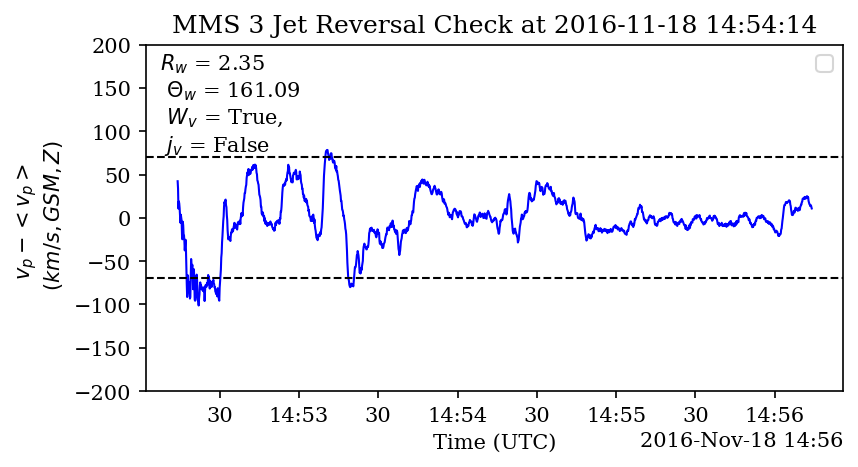 MMS 3 Jet Reversal Check at 2016-11-18 14:54:14
200
150
100
50
0
−50
−100
−150
−200
v_p − < v_p >
(km/s, GSM, Z)
R_w = 2.35
Θ_w = 161.09
W_v = True,
j_v = False
30 14:53 30 14:54 30 14:55 30 14:56
Time (UTC)
2016-Nov-18 14:56